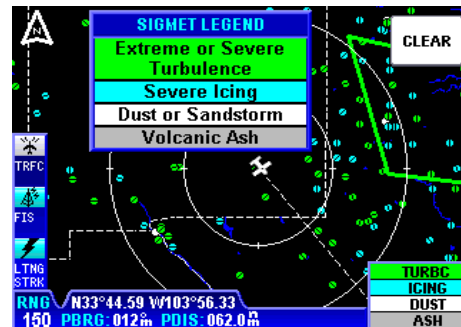 N
SIGMET LEGEND
Extreme or Severe
Turbulence
Severe Icing
Dust or Sandstorm
Volcanic Ash
CLEAR
TRFC
FIS
LTNG
STRK
TURBC
ICING
DUST
ASH
RNG N33°44.59 W103°56.33
150 PBRG:012°m PDIS:062.0nm